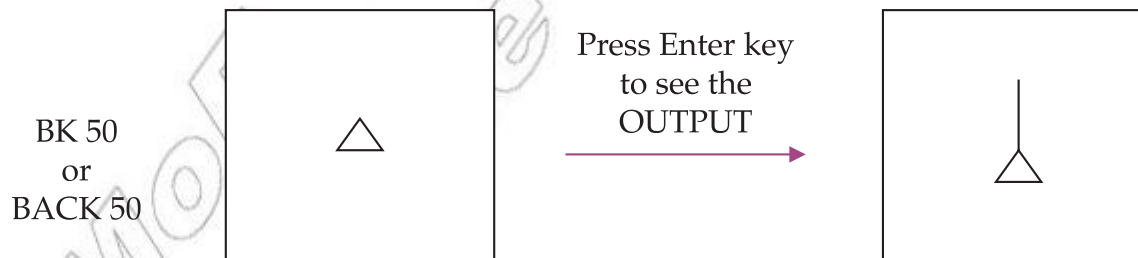 BK 50
or
BACK 50
Press Enter key
to see the
OUTPUT